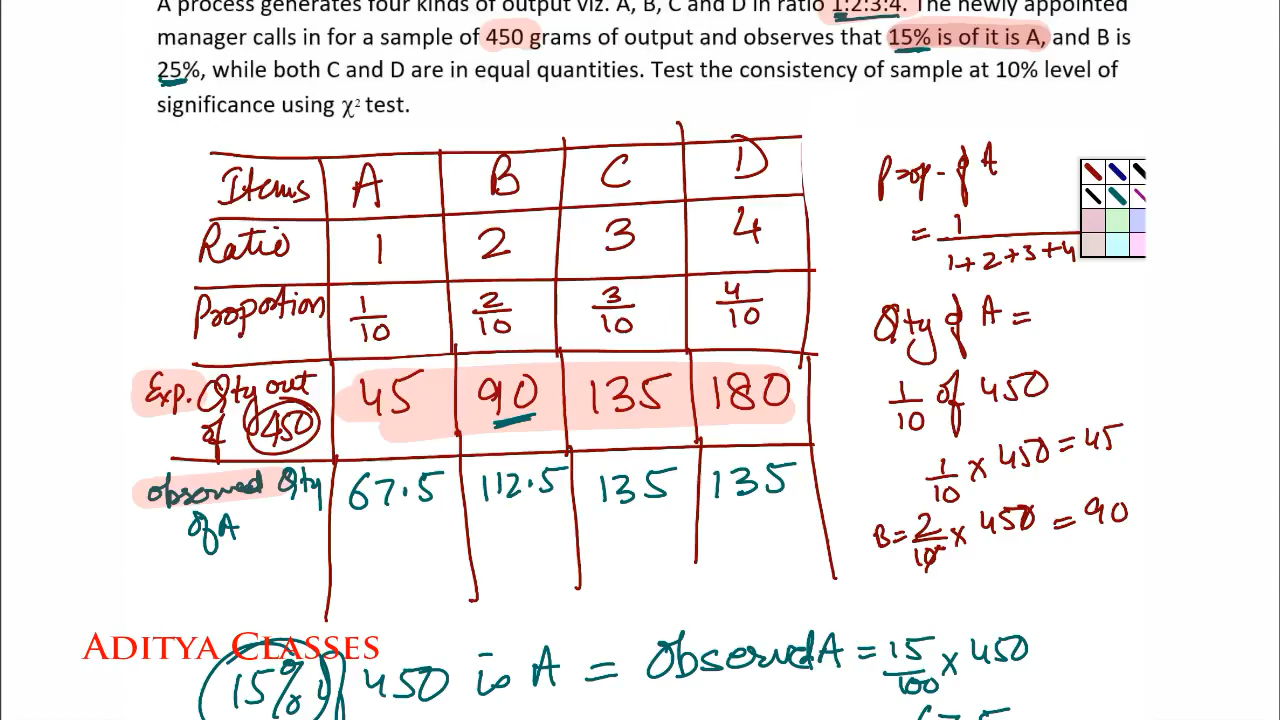 A process generates four kinds of output viz. A, B, C and D in ratio 1:2:3:4. The newly appointed
manager calls in for a sample of 450 grams of output and observes that 15% is of it is A, and B is
25%, while both C and D are in equal quantities. Test the consistency of sample at 10% level of
significance using χ² test.
Items A B C D
Ratio 1 2 3 4
Proportion 1/10 2/10 3/10 4/10
Exp. Qty out of 450 45 90 135 180
observed Qty of A 67.5 112.5 135 135
Prop. of A
= 1/(1+2+3+4
Qty of A =
1/10 of 450
1/10 × 450 = 45
B = 2/10 × 450 = 90
ADITYA CLASSES
15% 450 is A = Observed A = 15/100 × 450
67.5